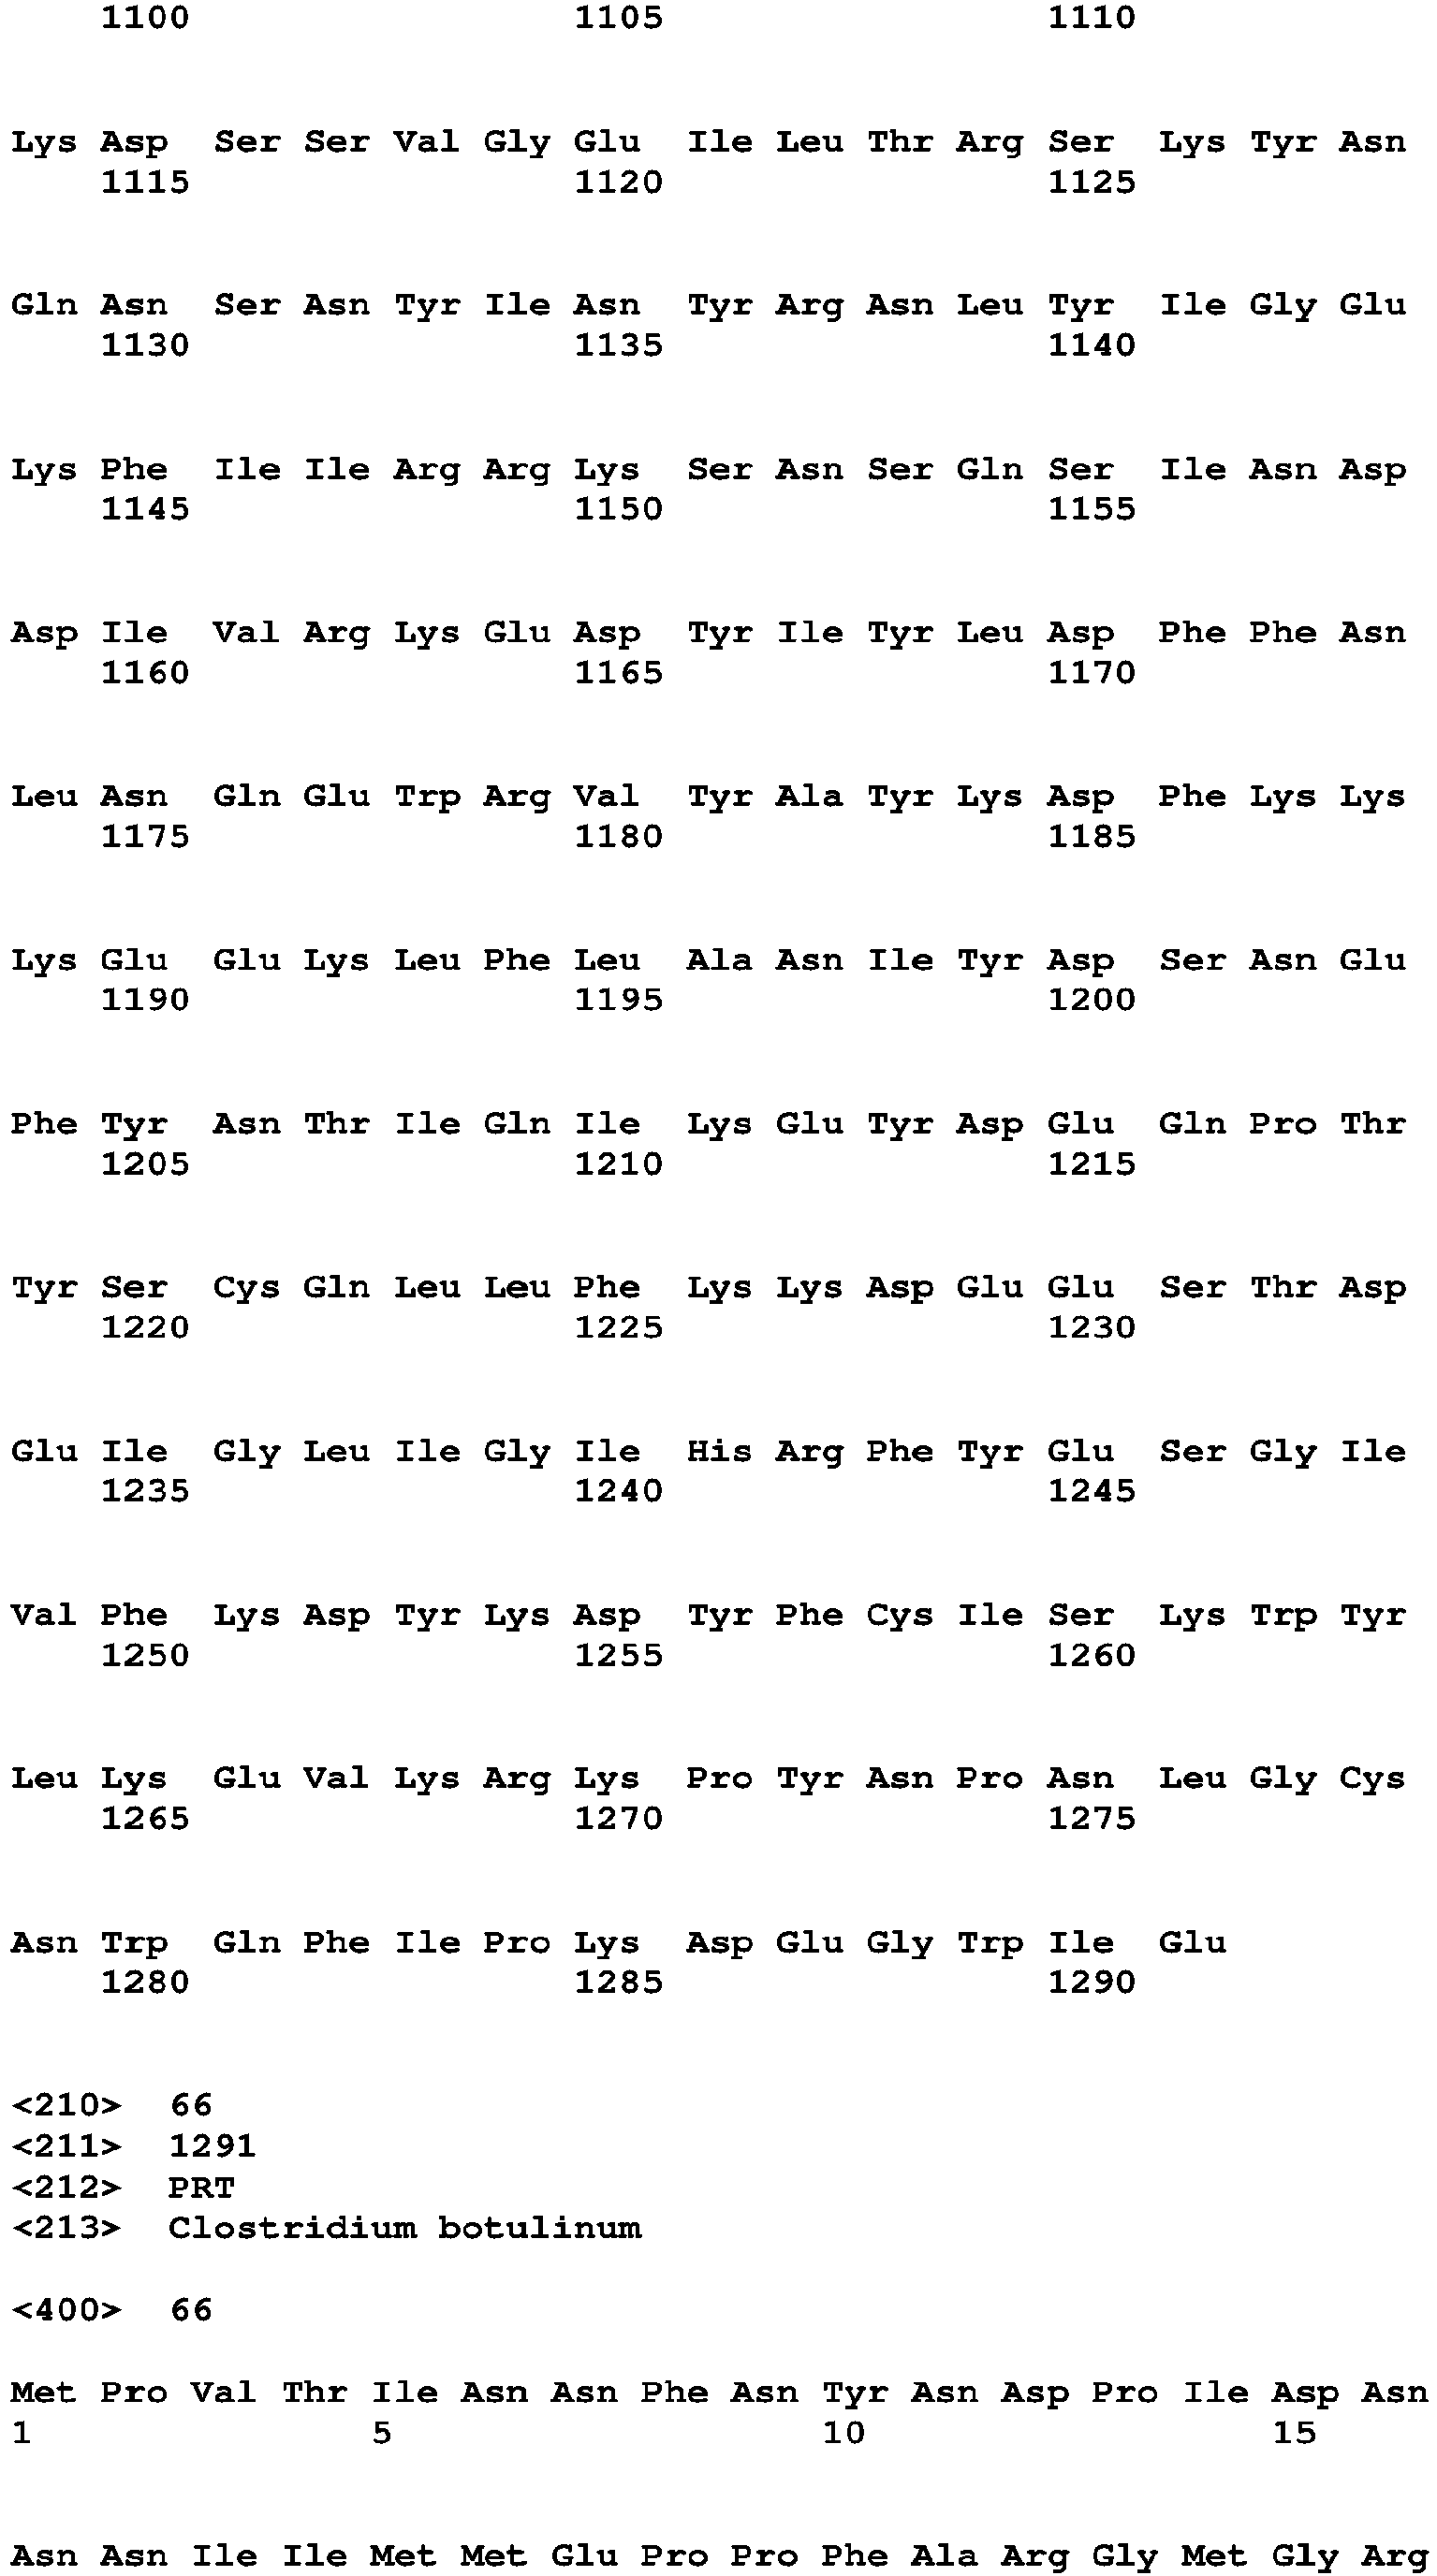 1100 1105 1110
Lys Asp Ser Ser Val Gly Glu Ile Leu Thr Arg Ser Lys Tyr Asn
1115 1120 1125
Gln Asn Ser Asn Tyr Ile Asn Tyr Arg Asn Leu Tyr Ile Gly Glu
1130 1135 1140
Lys Phe Ile Ile Arg Arg Lys Ser Asn Ser Gln Ser Ile Asn Asp
1145 1150 1155
Asp Ile Val Arg Lys Glu Asp Tyr Ile Tyr Leu Asp Phe Phe Asn
1160 1165 1170
Leu Asn Gln Glu Trp Arg Val Tyr Ala Tyr Lys Asp Phe Lys Lys
1175 1180 1185
Lys Glu Glu Lys Leu Phe Leu Ala Asn Ile Tyr Asp Ser Asn Glu
1190 1195 1200
Phe Tyr Asn Thr Ile Gln Ile Lys Glu Tyr Asp Glu Gln Pro Thr
1205 1210 1215
Tyr Ser Cys Gln Leu Leu Phe Lys Lys Asp Glu Glu Ser Thr Asp
1220 1225 1230
Glu Ile Gly Leu Ile Gly Ile His Arg Phe Tyr Glu Ser Gly Ile
1235 1240 1245
Val Phe Lys Asp Tyr Lys Asp Tyr Phe Cys Ile Ser Lys Trp Tyr
1250 1255 1260
Leu Lys Glu Val Lys Arg Lys Pro Tyr Asn Pro Asn Leu Gly Cys
1265 1270 1275
Asn Trp Gln Phe Ile Pro Lys Asp Glu Gly Trp Ile Glu
1280 1285 1290
<210> 66
<211> 1291
<212> PRT
<213> Clostridium botulinum
<400> 66
Met Pro Val Thr Ile Asn Asn Phe Asn Tyr Asn Asp Pro Ile Asp Asn
1 5 10 15
Asn Asn Ile Ile Met Met Glu Pro Pro Phe Ala Arg Gly Met Gly Arg